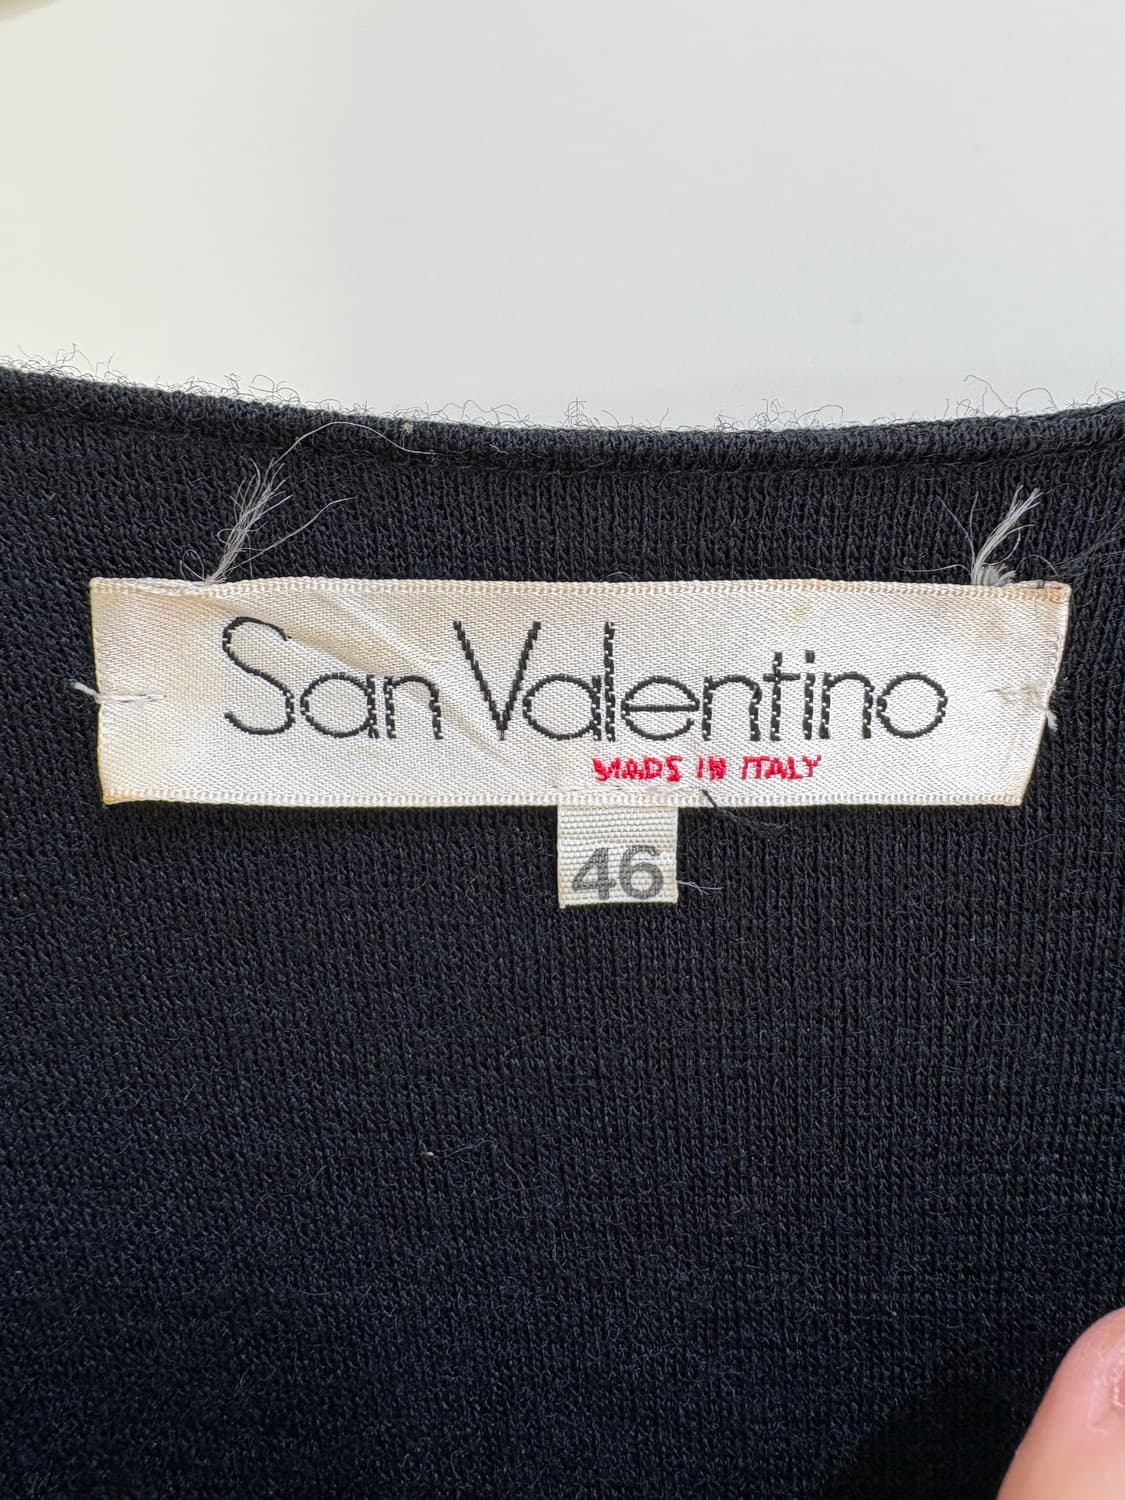 San Valentino
MADE IN ITALY
46